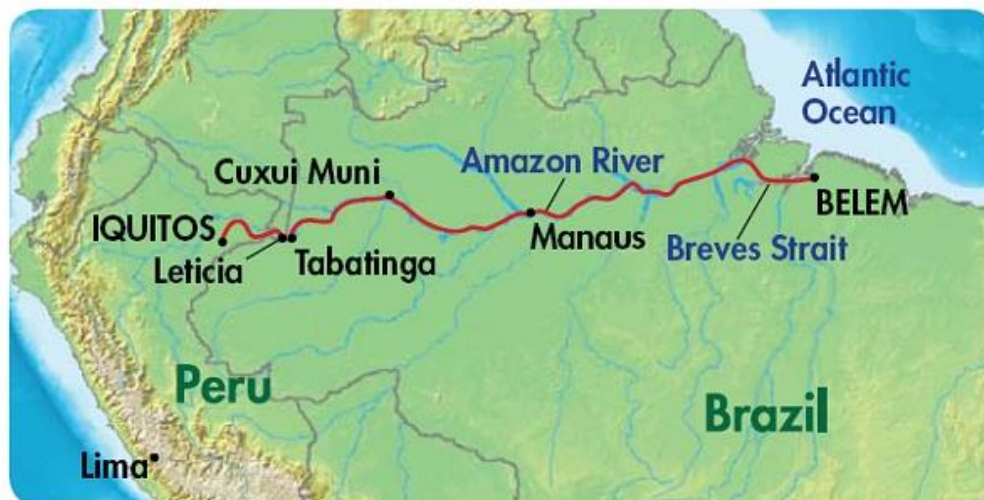 Atlantic
Ocean
Cuxui Muni
Amazon River
BELEM
IQUITOS
Manaus
Breves Strait
Leticia
Tabatinga
Peru
Brazil
Lima